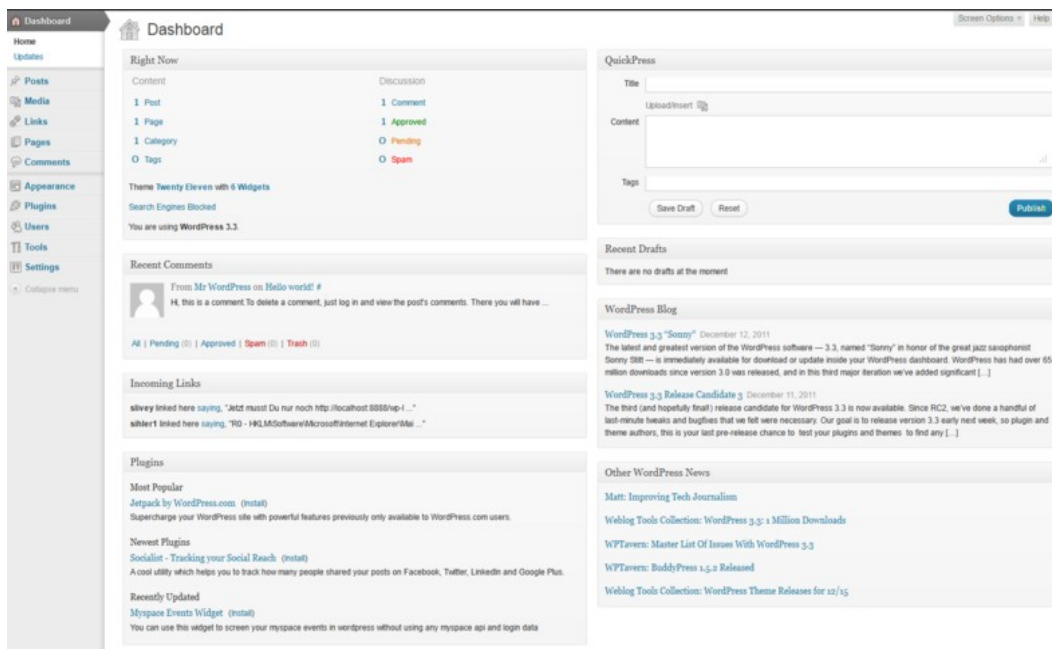 Dashboard
Home
Updates
Posts
Media
Links
Pages
Comments
Appearance
Plugins
Users
Tools
Settings
Collapse menu
Screen Options
Help
Dashboard
Right Now
Content
Discussion
1 Post
1 Comment
1 Page
1 Approved
1 Category
0 Pending
0 Tags
0 Spam
Theme Twenty Eleven with 6 Widgets
Search Engines Blocked
You are using WordPress 3.3.
Recent Comments
From Mr WordPress on Hello world! #
Hi, this is a comment.To delete a comment, just log in and view the post's comments. There you will have ...
All | Pending (0) | Approved | Spam (0) | Trash (0)
Incoming Links
slivey linked here saying, "Jetzt musst Du nur noch http://localhost:8888/wp-l ..."
sihler1 linked here saying, "R0 - HKLM\Software\Microsoft\Internet Explorer\Mai ..."
Plugins
Most Popular
Jetpack by WordPress.com (Install)
Supercharge your WordPress site with powerful features previously only available to WordPress.com users.
Newest Plugins
Socialist - Tracking your Social Reach (Install)
A cool utility which helps you to track how many people shared your posts on Facebook, Twitter, LinkedIn and Google Plus.
Recently Updated
Myspace Events Widget (Install)
You can use this widget to screen your myspace events in wordpress without using any myspace api and login data
QuickPress
Title
Upload/Insert
Content
Tags
Save Draft
Reset
Publish
Recent Drafts
There are no drafts at the moment
WordPress Blog
WordPress 3.3 “Sonny” December 12, 2011
The latest and greatest version of the WordPress software — 3.3, named “Sonny” in honor of the great jazz saxophonist
Sonny Stitt — is immediately available for download or update inside your WordPress dashboard. WordPress has had over 65
million downloads since version 3.0 was released, and in this third major iteration we've added significant [...]
WordPress 3.3 Release Candidate 3 December 11, 2011
The third (and hopefully final!) release candidate for WordPress 3.3 is now available. Since RC2, we've done a handful of
last-minute tweaks and bugfixes that we felt were necessary. Our goal is to release version 3.3 early next week, so plugin and
theme authors, this is your last pre-release chance to test your plugins and themes to find any [...]
Other WordPress News
Matt: Improving Tech Journalism
Weblog Tools Collection: WordPress 3.3: 1 Million Downloads
WPTavern: Master List Of Issues With WordPress 3.3
WPTavern: BuddyPress 1.5.2 Released
Weblog Tools Collection: WordPress Theme Releases for 12/15